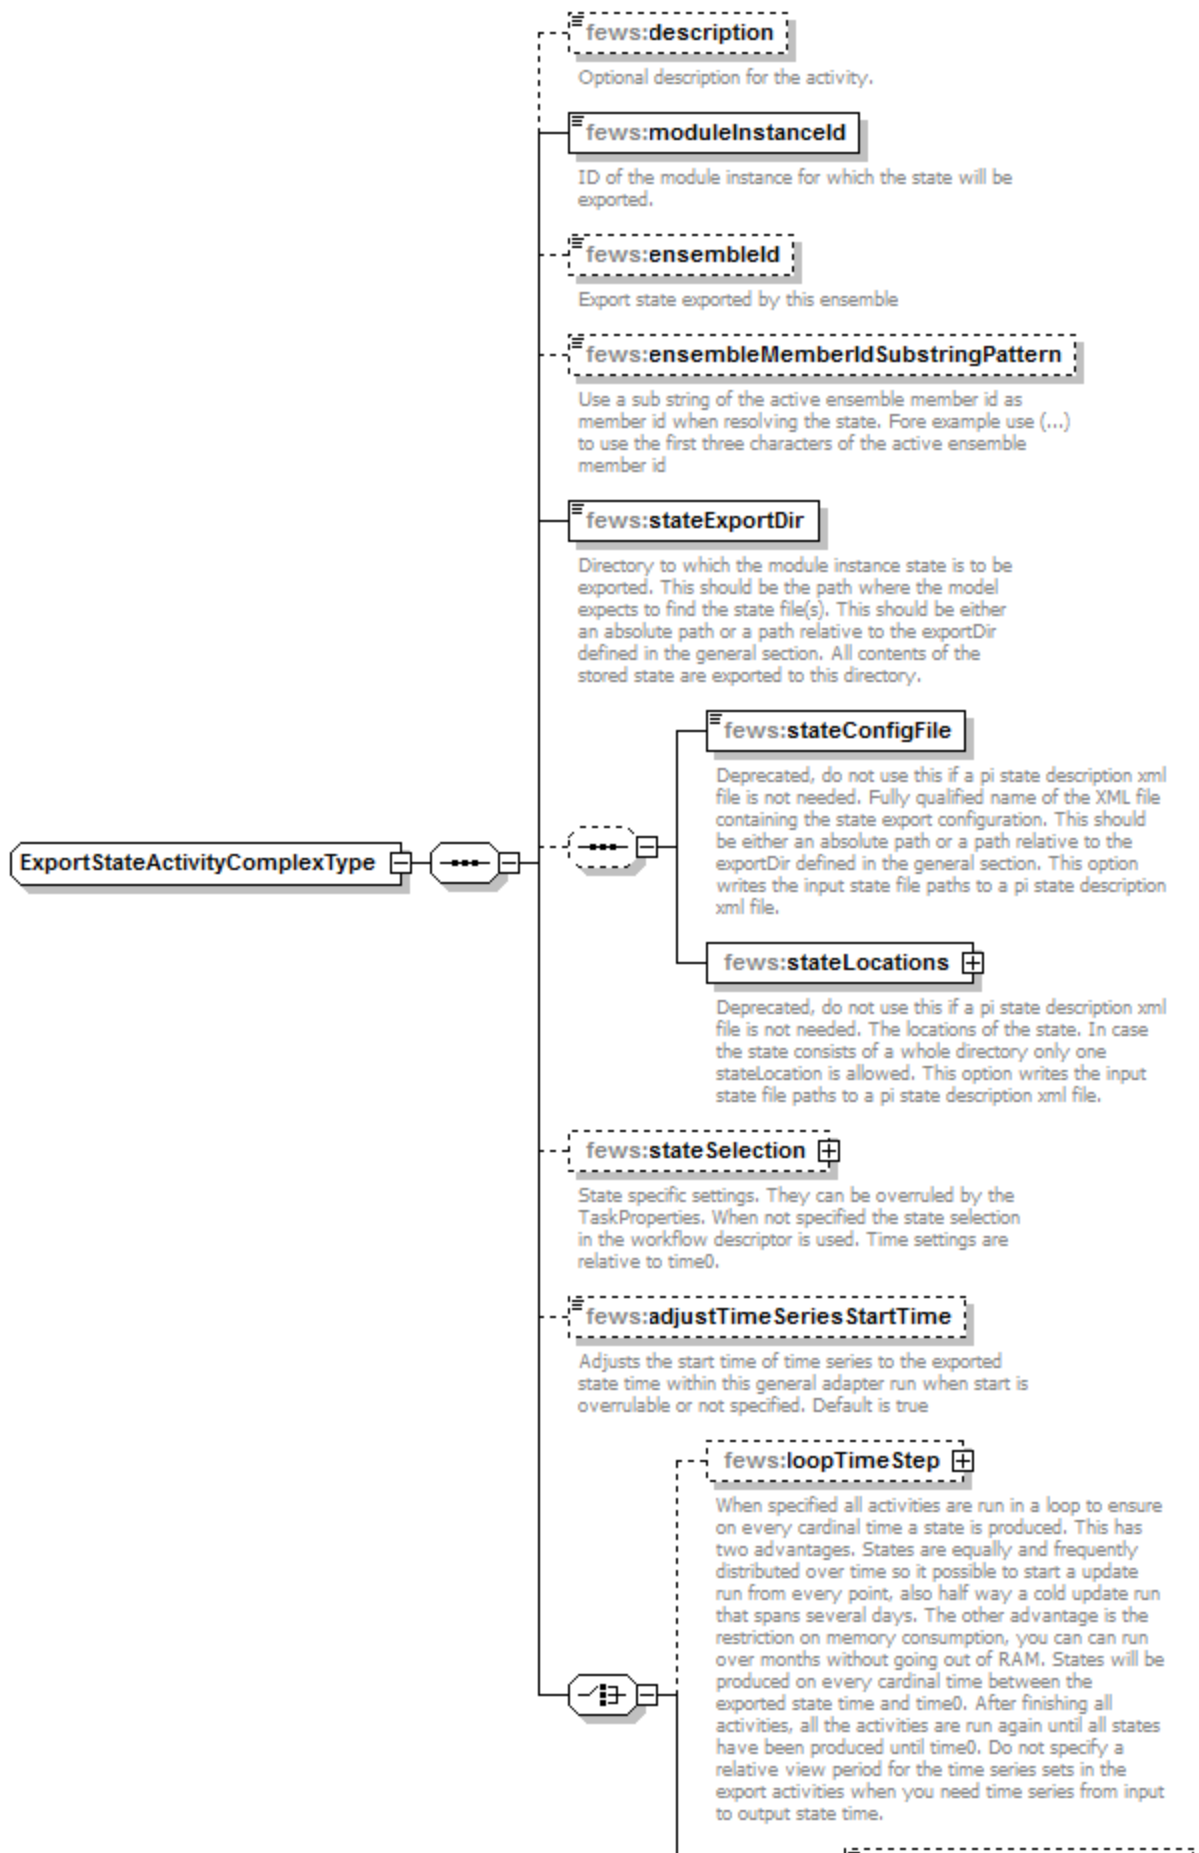 fews:description
Optional description for the activity.
fews:moduleInstanceId
ID of the module instance for which the state will be
exported.
fews:ensembleId
Export state exported by this ensemble
fews:ensembleMemberIdSubstringPattern
Use a sub string of the active ensemble member id as
member id when resolving the state. Fore example use (...)
to use the first three characters of the active ensemble
member id
fews:stateExportDir
Directory to which the module instance state is to be
exported. This should be the path where the model
expects to find the state file(s). This should be either
an absolute path or a path relative to the exportDir
defined in the general section. All contents of the
stored state are exported to this directory.
fews:stateConfigFile
Deprecated, do not use this if a pi state description xml
file is not needed. Fully qualified name of the XML file
containing the state export configuration. This should
be either an absolute path or a path relative to the
exportDir defined in the general section. This option
writes the input state file paths to a pi state description
xml file.
ExportStateActivityComplexType
fews:stateLocations
Deprecated, do not use this if a pi state description xml
file is not needed. The locations of the state. In case
the state consists of a whole directory only one
stateLocation is allowed. This option writes the input
state file paths to a pi state description xml file.
fews:stateSelection
State specific settings. They can be overruled by the
TaskProperties. When not specified the state selection
in the workflow descriptor is used. Time settings are
relative to time0.
fews:adjustTimeSeriesStartTime
Adjusts the start time of time series to the exported
state time within this general adapter run when start is
overrulable or not specified. Default is true
fews:loopTimeStep
When specified all activities are run in a loop to ensure
on every cardinal time a state is produced. This has
two advantages. States are equally and frequently
distributed over time so it possible to start a update
run from every point, also half way a cold update run
that spans several days. The other advantage is the
restriction on memory consumption, you can can run
over months without going out of RAM. States will be
produced on every cardinal time between the
exported state time and time0. After finishing all
activities, all the activities are run again until all states
have been produced until time0. Do not specify a
relative view period for the time series sets in the
export activities when you need time series from input
to output state time.